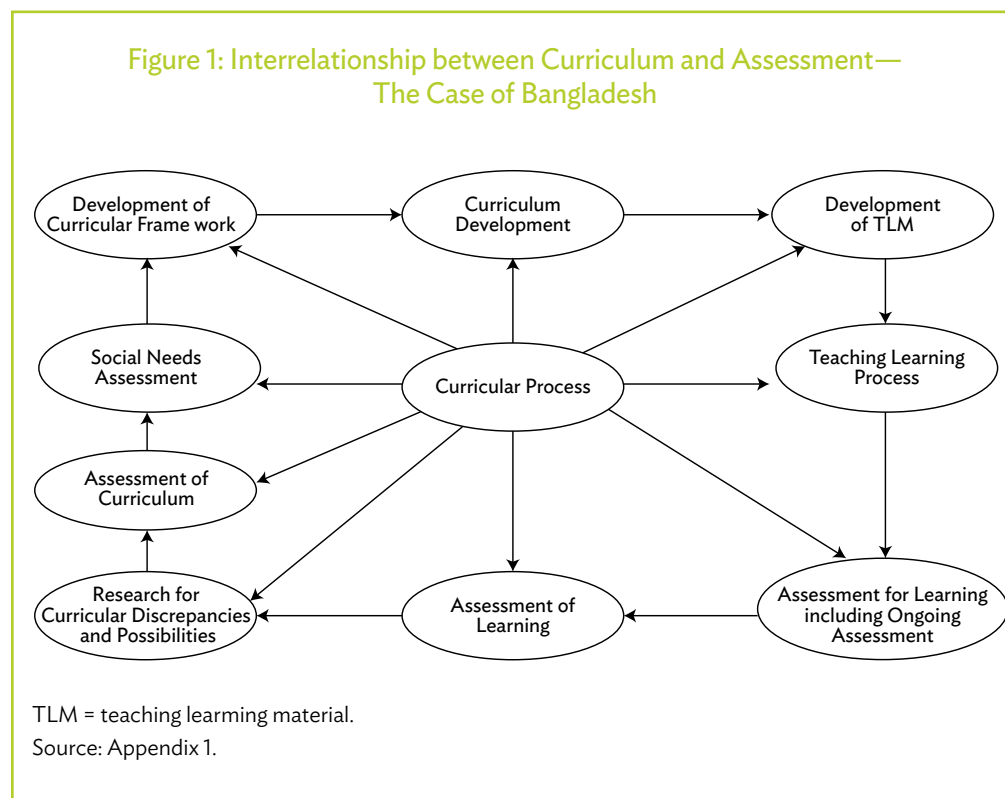 Figure 1: Interrelationship between Curriculum and Assessment—
The Case of Bangladesh
Development of
Curricular Frame work
Curriculum
Development
Development
of TLM
Social Needs
Assessment
Curricular Process
Teaching Learning
Process
Assessment of
Curriculum
Research for
Curricular Discrepancies
and Possibilities
Assessment of
Learning
Assessment for Learning
including Ongoing
Assessment
TLM = teaching learming material.
Source: Appendix 1.